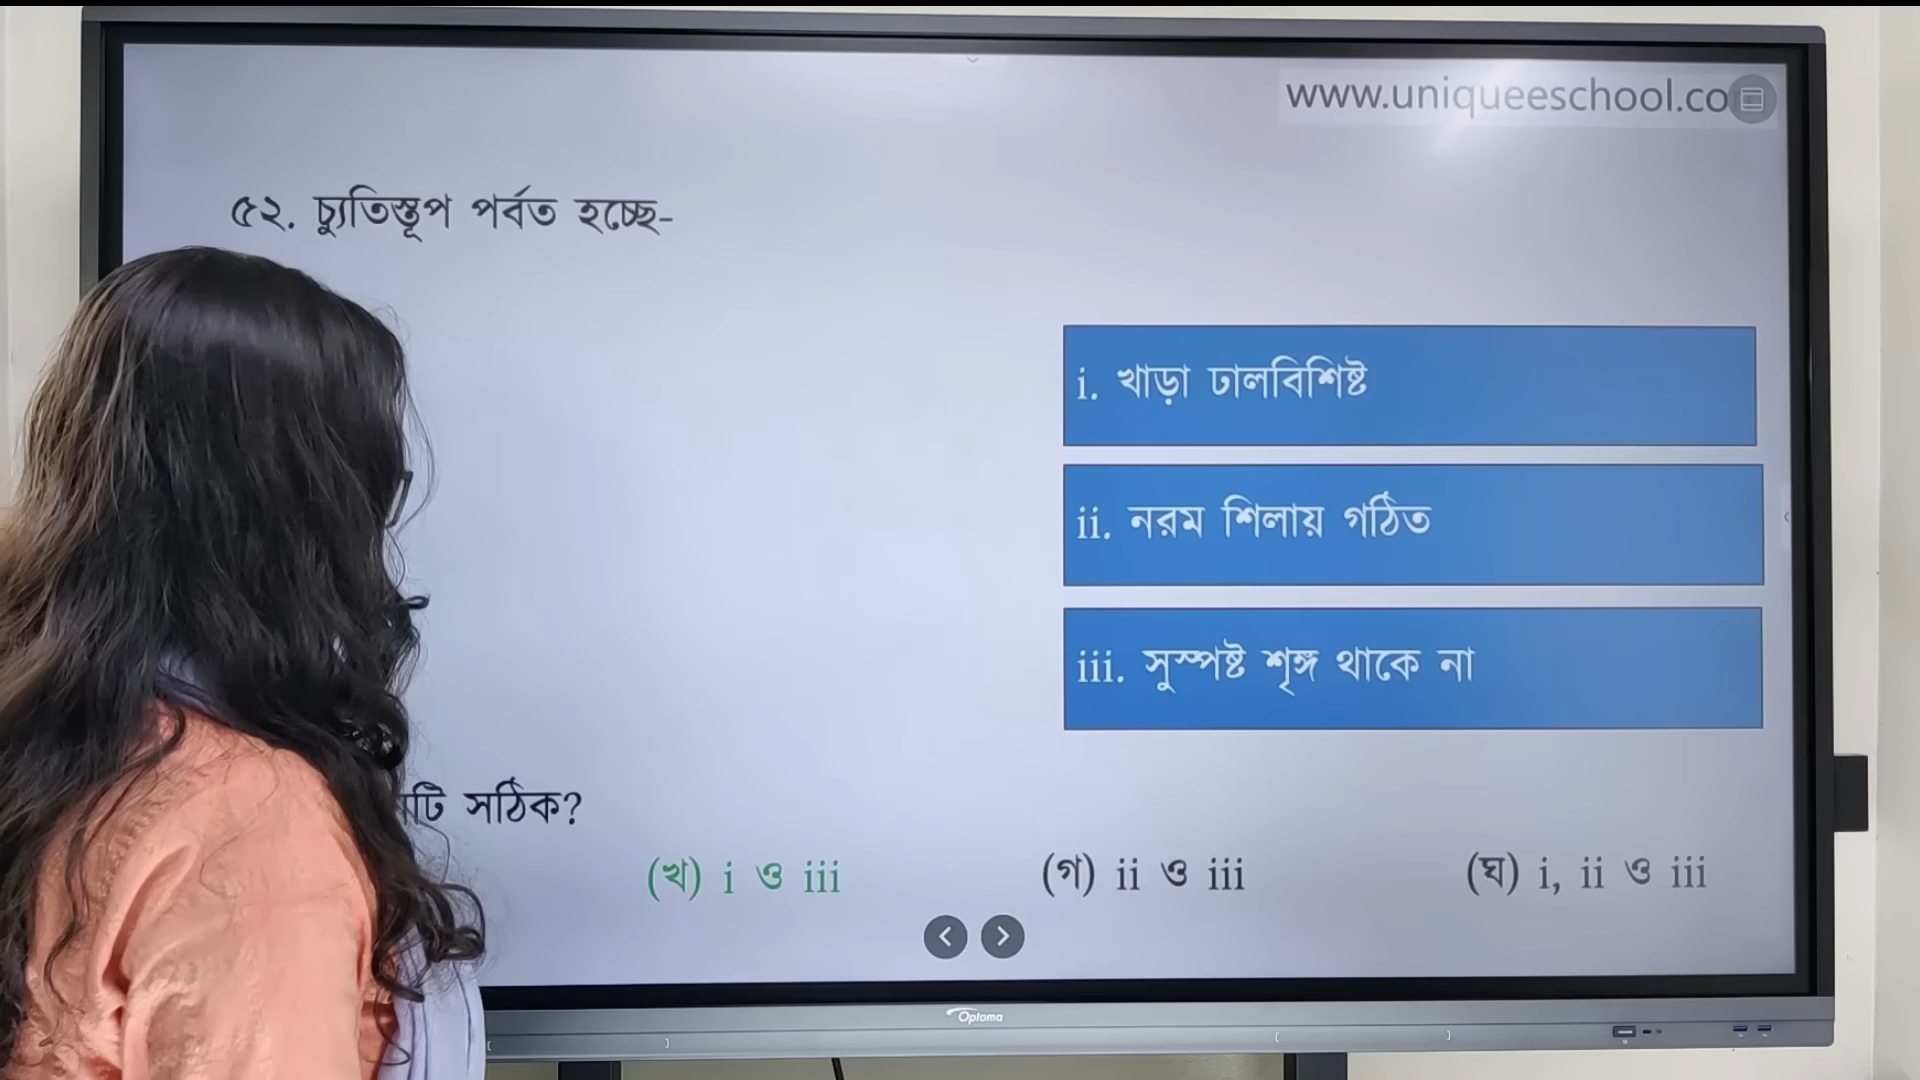 www.uniqueeschool.co
৫২. চ্যুতিস্তূপ পর্বত হচ্ছে-
i. খাড়া ঢালবিশিষ্ট
ii. নরম শিলায় গঠিত
iii. সুস্পষ্ট শৃঙ্গ থাকে না
সঠিক?
(খ) i ও iii (গ) ii ও iii (ঘ) i, ii ও iii
Optoma